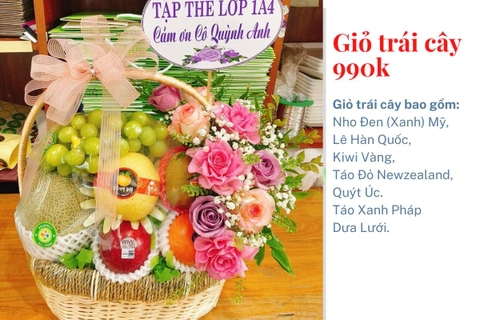 TẬP THỂ LỚP 1A4
Cảm ơn Cô Quỳnh Anh
Giỏ trái cây
990k
Giỏ trái cây bao gồm:
Nho Đen (Xanh) Mỹ,
Lê Hàn Quốc,
Kiwi Vàng,
Táo Đỏ Newzealand,
Quýt Úc.
Táo Xanh Pháp
Dưa Lưới.